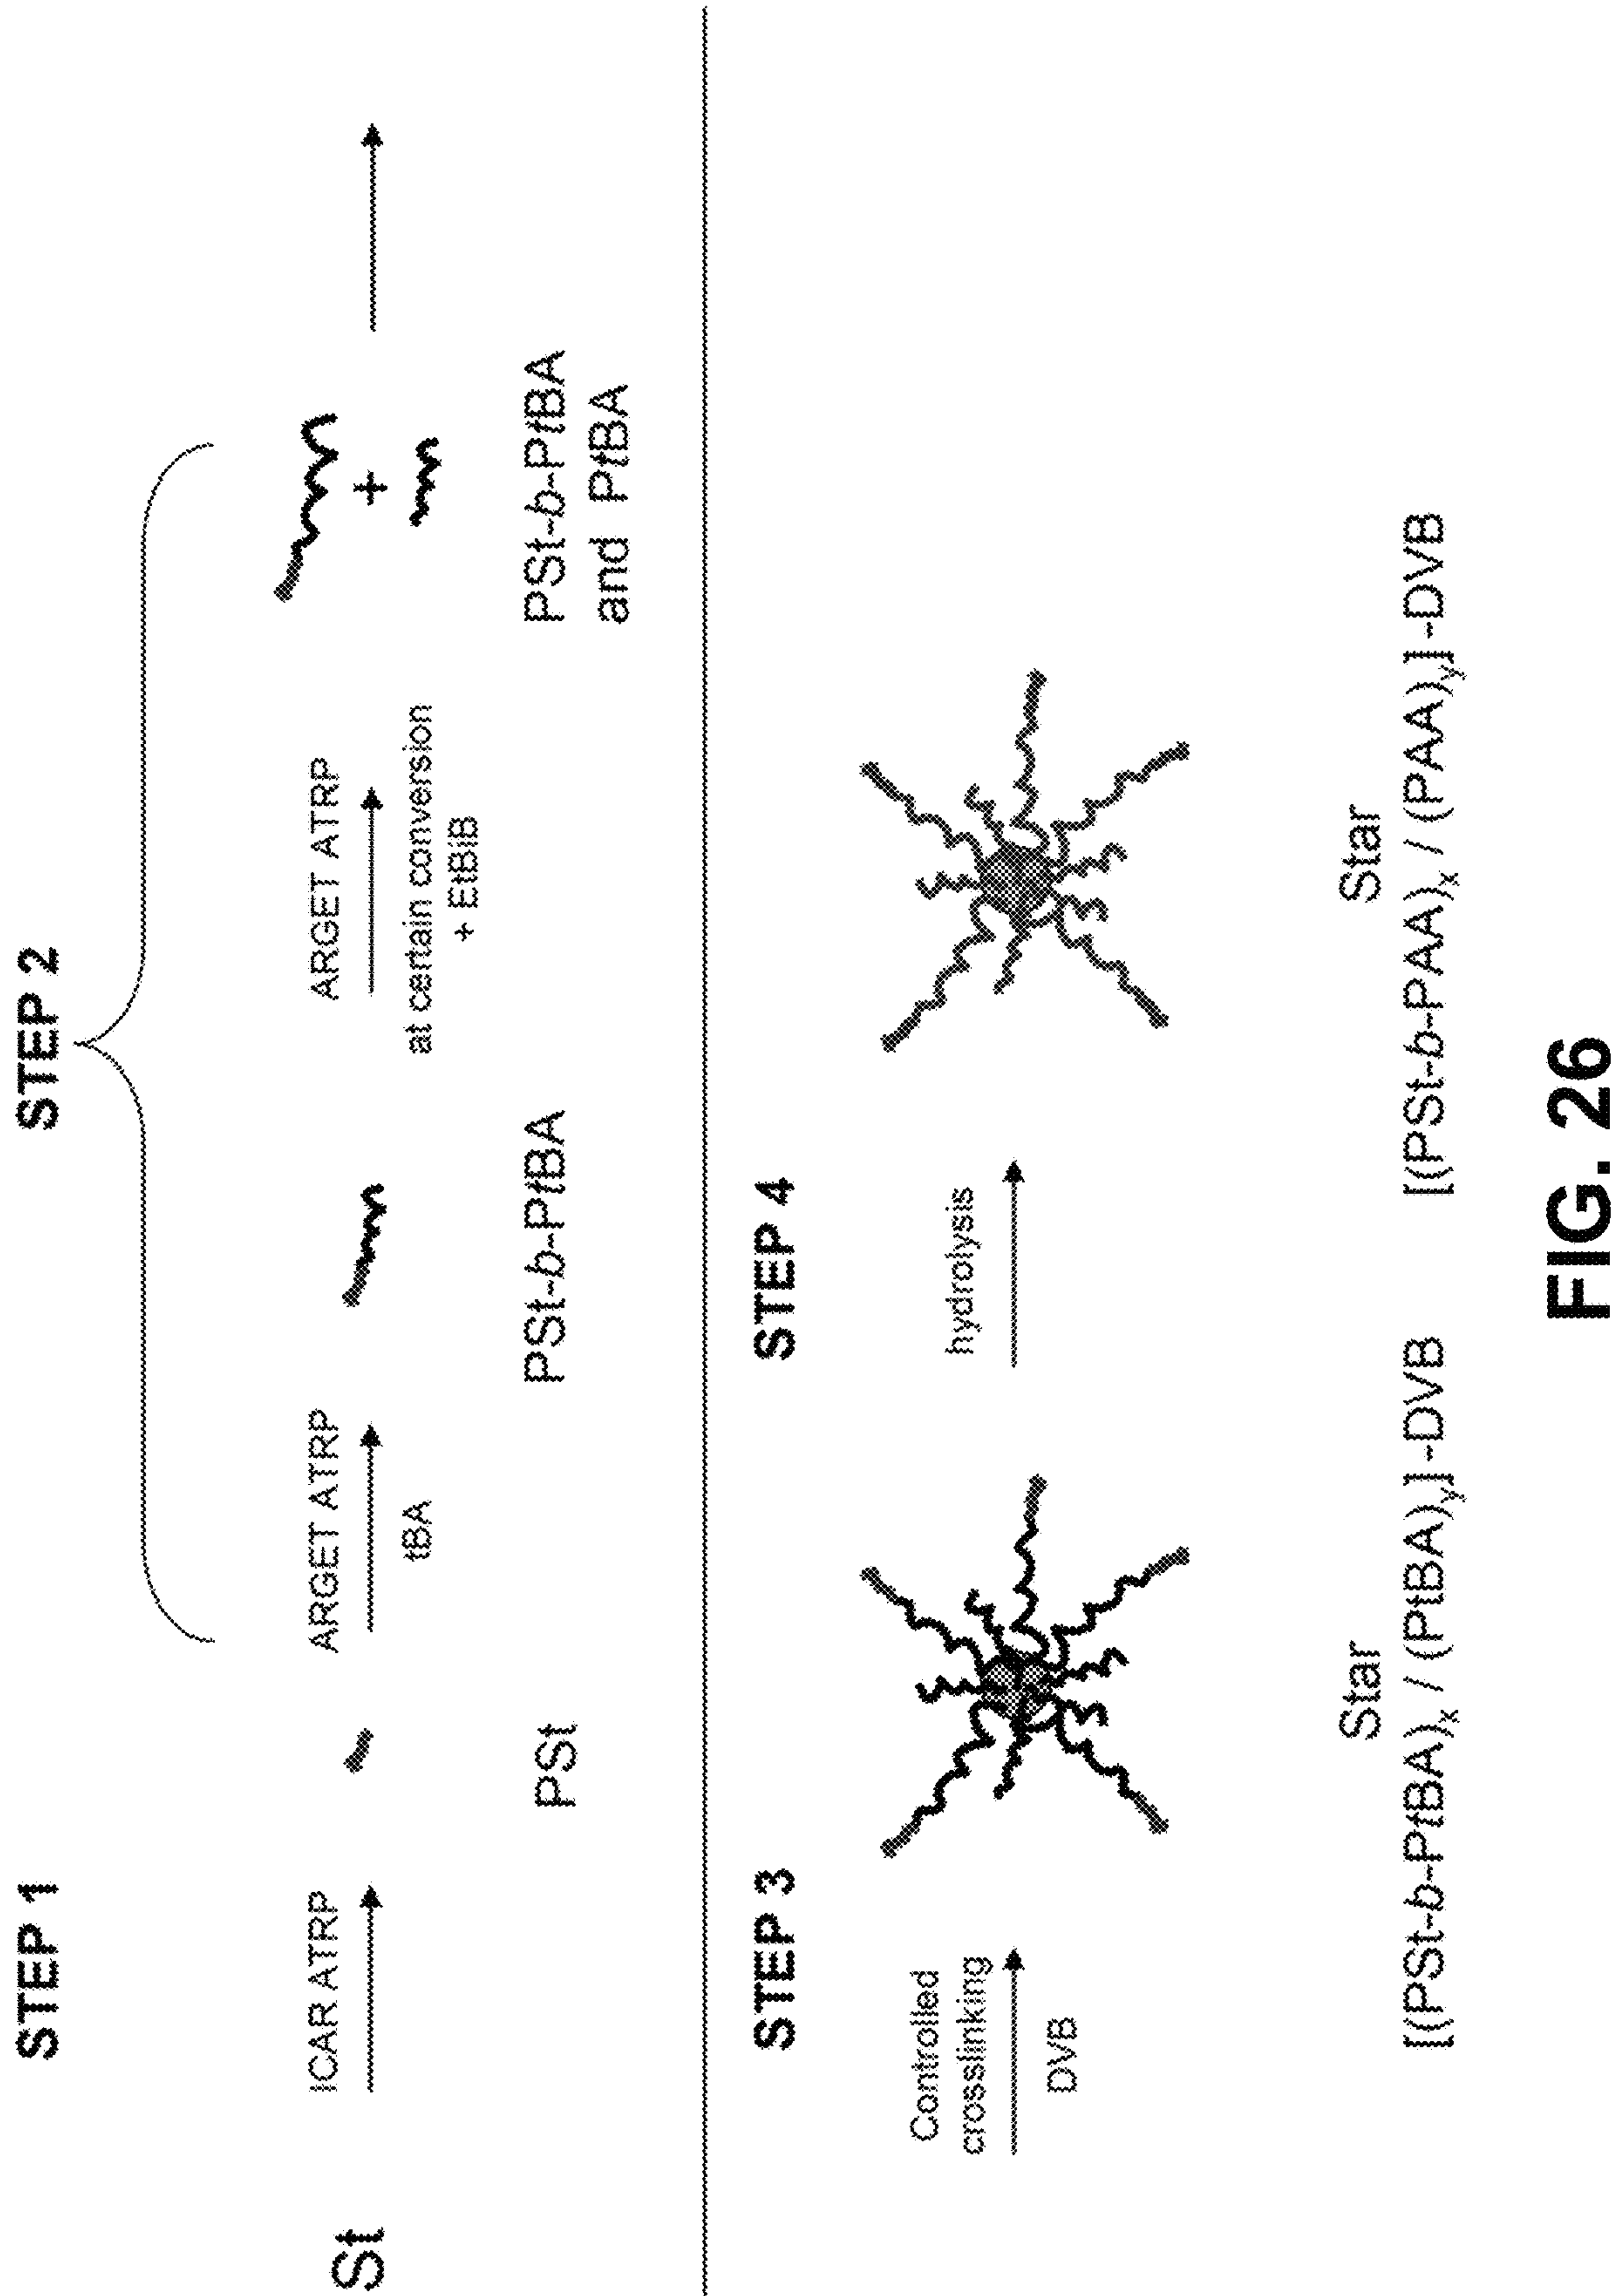 STEP 1
STEP 2
St
ICAR ATRP
PSt
ARGET ATRP
tBA
PSt-b-PtBA
ARGET ATRP
at certain conversion
+ EtBiB
+
PSt-b-PtBA
and PtBA
STEP 3
Controlled
crosslinking
DVB
Star
[(PSt-b-PtBA)x / (PtBA)y] -DVB
STEP 4
hydrolysis
Star
[(PSt-b-PAA)x / (PAA)y] -DVB
FIG. 26